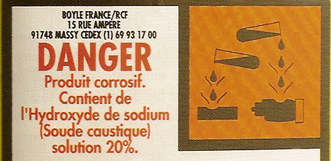 BOYLE FRANCE/RCF
15 RUE AMPÈRE
91748 MASSY CEDEX (1) 69 93 17 00
DANGER
Produit corrosif.
Contient de
l'Hydroxyde de sodium
(Soude caustique)
solution 20%.